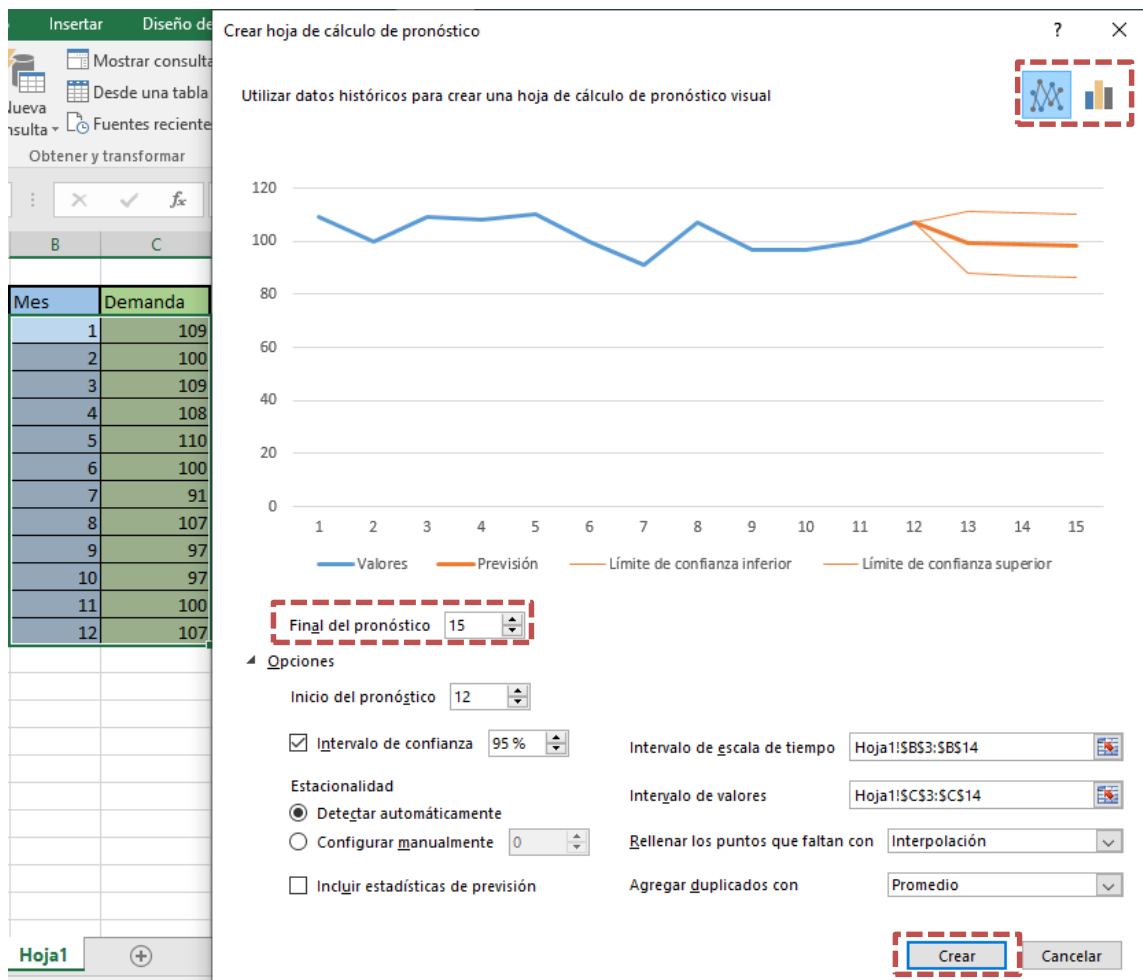 Insertar Diseño de
Crear hoja de cálculo de pronóstico ? ×
Mostrar consulta
Desde una tabla
Fuentes reciente
Obtener y transformar
fx
Utilizar datos históricos para crear una hoja de cálculo de pronóstico visual
B C
Mes Demanda
1 109
2 100
3 109
4 108
5 110
6 100
7 91
8 107
9 97
10 97
11 100
12 107
120
100
80
60
40
20
0
1 2 3 4 5 6 7 8 9 10 11 12 13 14 15
Valores Previsión Límite de confianza inferior Límite de confianza superior
Final del pronóstico 15
Opciones
Inicio del pronóstico 12
Intervalo de confianza 95 %
Intervalo de escala de tiempo Hoja1!$B$3:$B$14
Estacionalidad
Intervalo de valores Hoja1!$C$3:$C$14
Detectar automáticamente
Configurar manualmente 0
Rellenar los puntos que faltan con Interpolación
Incluir estadísticas de previsión
Agregar duplicados con Promedio
Hoja1
Crear Cancelar